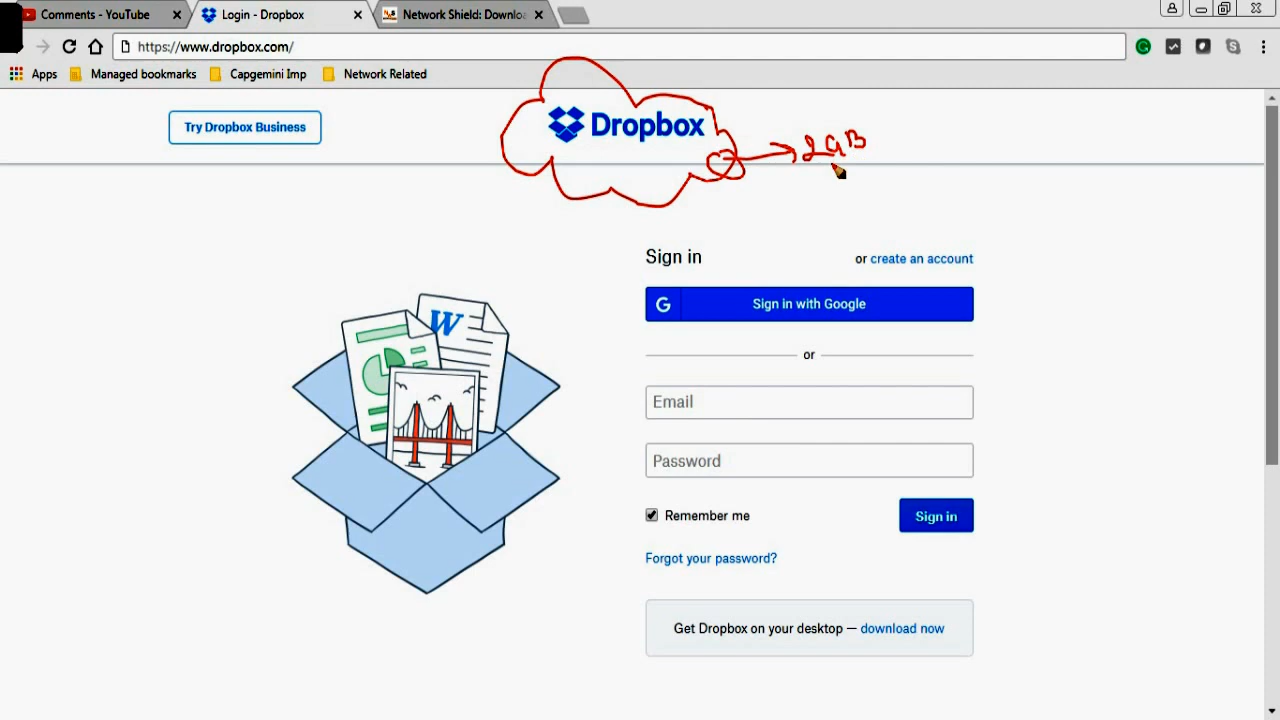 Comments - YouTube
Login - Dropbox
Network Shield: Downlo
https://www.dropbox.com/
Apps Managed bookmarks Capgemini Imp Network Related
Try Dropbox Business
Dropbox
2GB
Sign in or create an account
G Sign in with Google
or
Email
Password
Remember me
Sign in
Forgot your password?
W
Get Dropbox on your desktop — download now